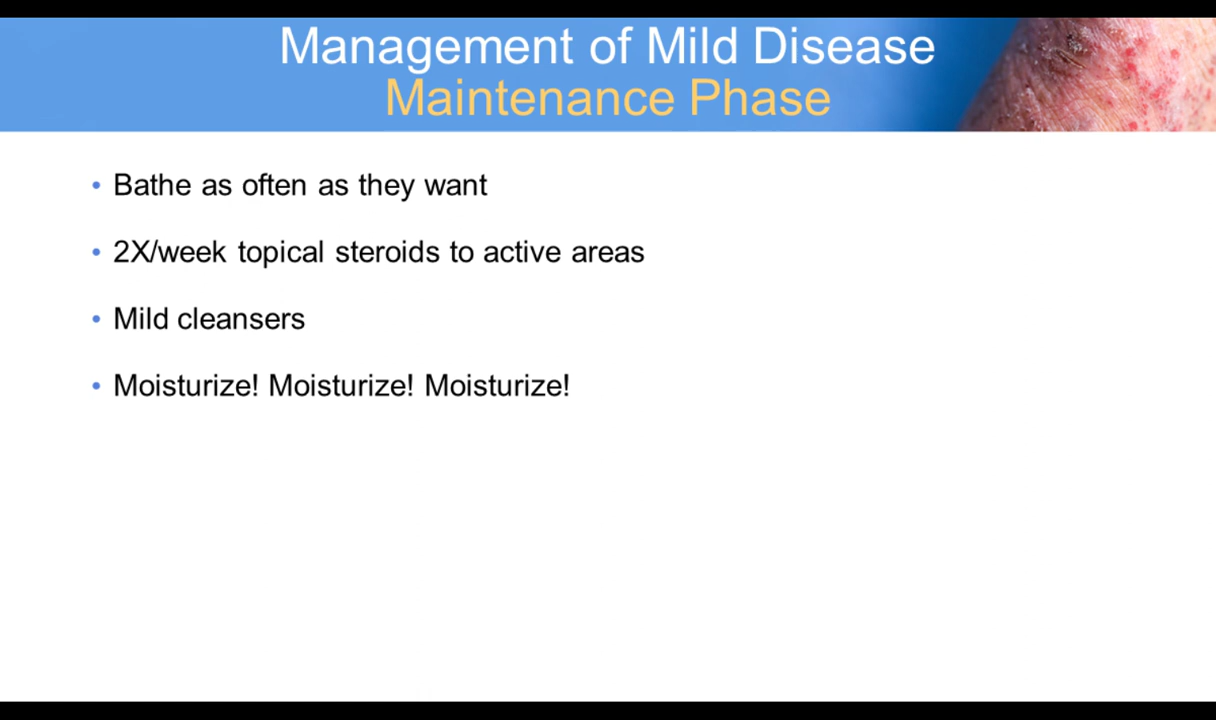 Management of Mild Disease
Maintenance Phase
• Bathe as often as they want
• 2X/week topical steroids to active areas
• Mild cleansers
• Moisturize! Moisturize! Moisturize!